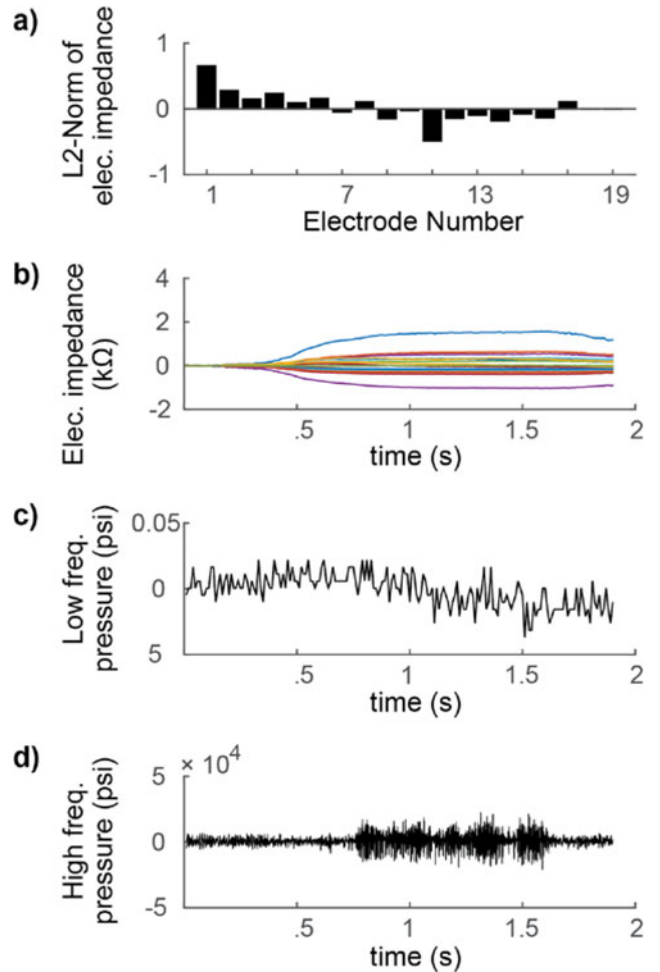 a)
L2-Norm of
elec. impedance
1
0
-1
1 7 13 19
Electrode Number
b)
Elec. impedance
(kΩ)
4
2
0
-2
.5 1 1.5 2
time (s)
c)
Low freq.
pressure (psi)
0.05
0
5
.5 1 1.5 2
time (s)
d)
High freq.
pressure (psi)
× 10⁴
5
0
-5
.5 1 1.5 2
time (s)